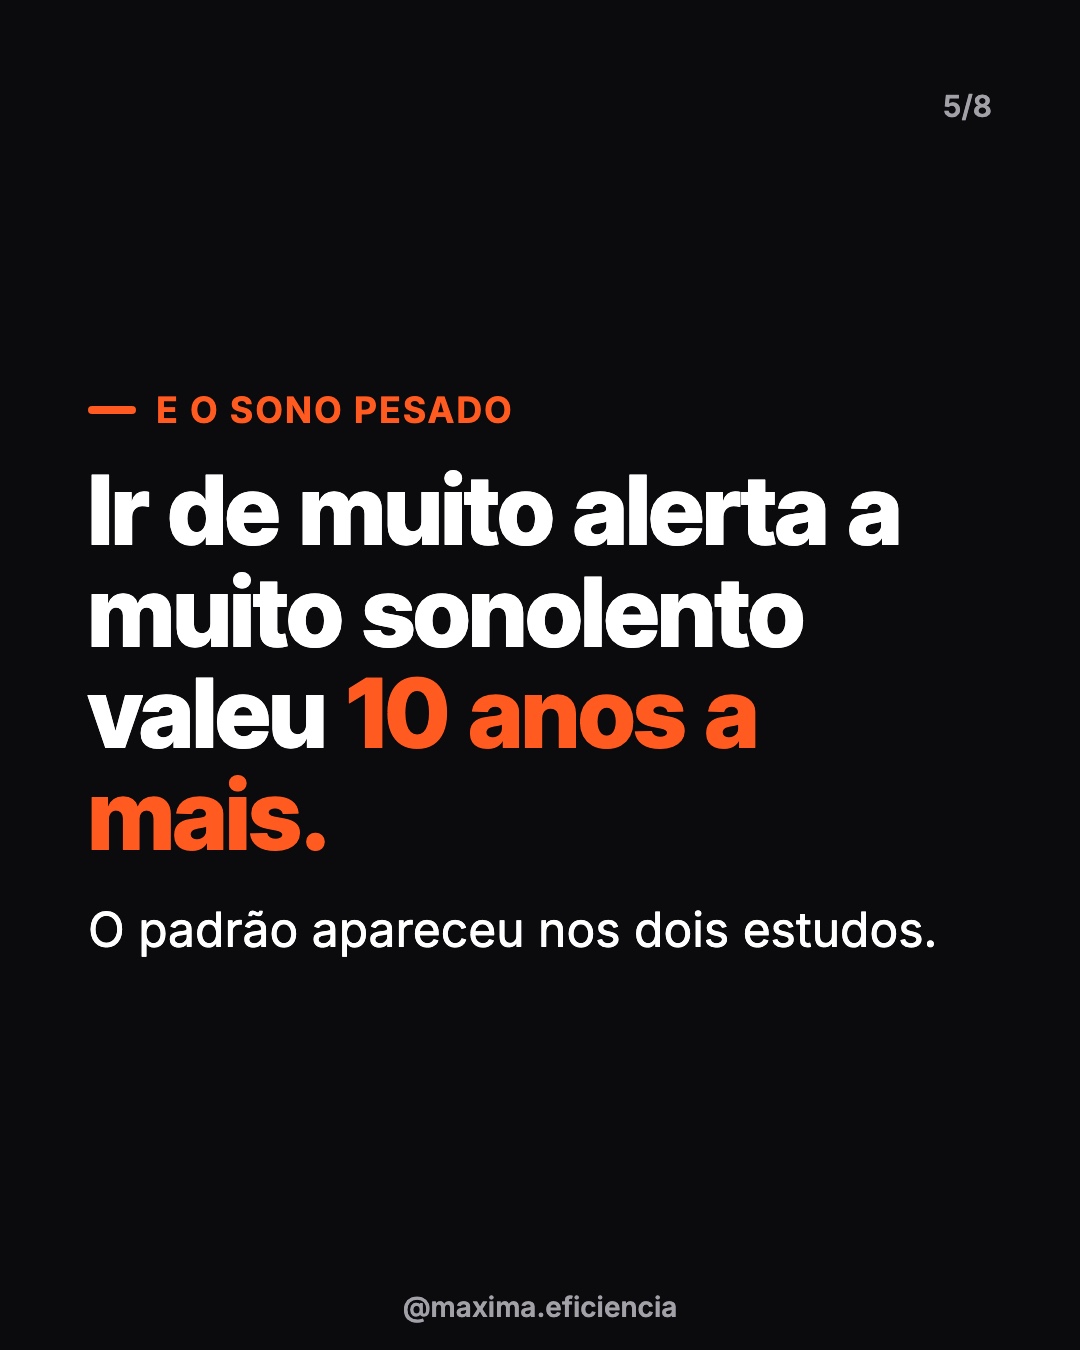 5/8
E O SONO PESADO
Ir de muito alerta a
muito sonolento
valeu 10 anos a
mais.
O padrão apareceu nos dois estudos.
@maxima.eficiencia